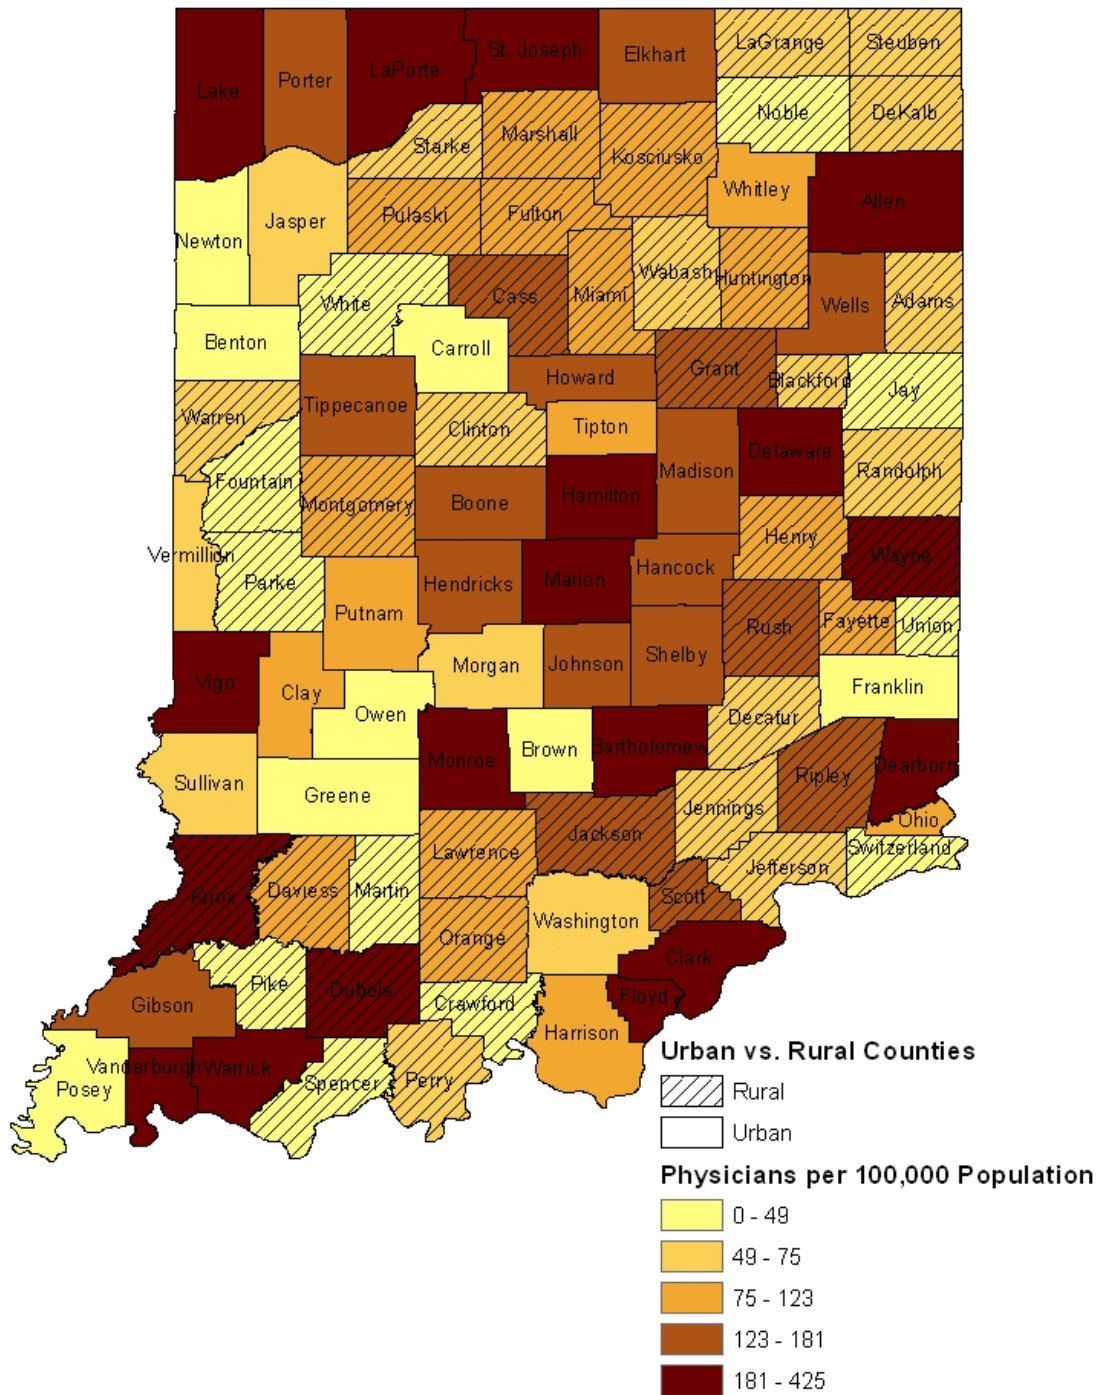 LaGrange
Steuben
St. Joseph
Elkhart
LaPorte
Porter
Lake
Noble
DeKalb
Marshall
Starke
Kosciusko
Whitley
Allen
Pulaski
Fulton
Jasper
Newton
Wabash
Huntington
Miami
Cass
White
Wells
Adams
Benton
Carroll
Grant
Howard
Blackford
Jay
Tippecanoe
Warren
Clinton
Tipton
Delaware
Madison
Randolph
Fountain
Montgomery
Boone
Hamilton
Henry
Vermillion
Wayne
Parke
Hendricks
Marion
Hancock
Putnam
Rush
Fayette
Union
Morgan
Johnson
Shelby
Vigo
Clay
Franklin
Owen
Decatur
Brown
Bartholomew
Monroe
Dearborn
Ripley
Sullivan
Greene
Jennings
Ohio
Jackson
Switzerland
Lawrence
Jefferson
Knox
Daviess
Martin
Scott
Washington
Orange
Clark
Pike
Dubois
Floyd
Gibson
Crawford
Harrison
Vanderburgh
Warrick
Posey
Spencer
Perry
Urban vs. Rural Counties
Rural
Urban
Physicians per 100,000 Population
0 - 49
49 - 75
75 - 123
123 - 181
181 - 425